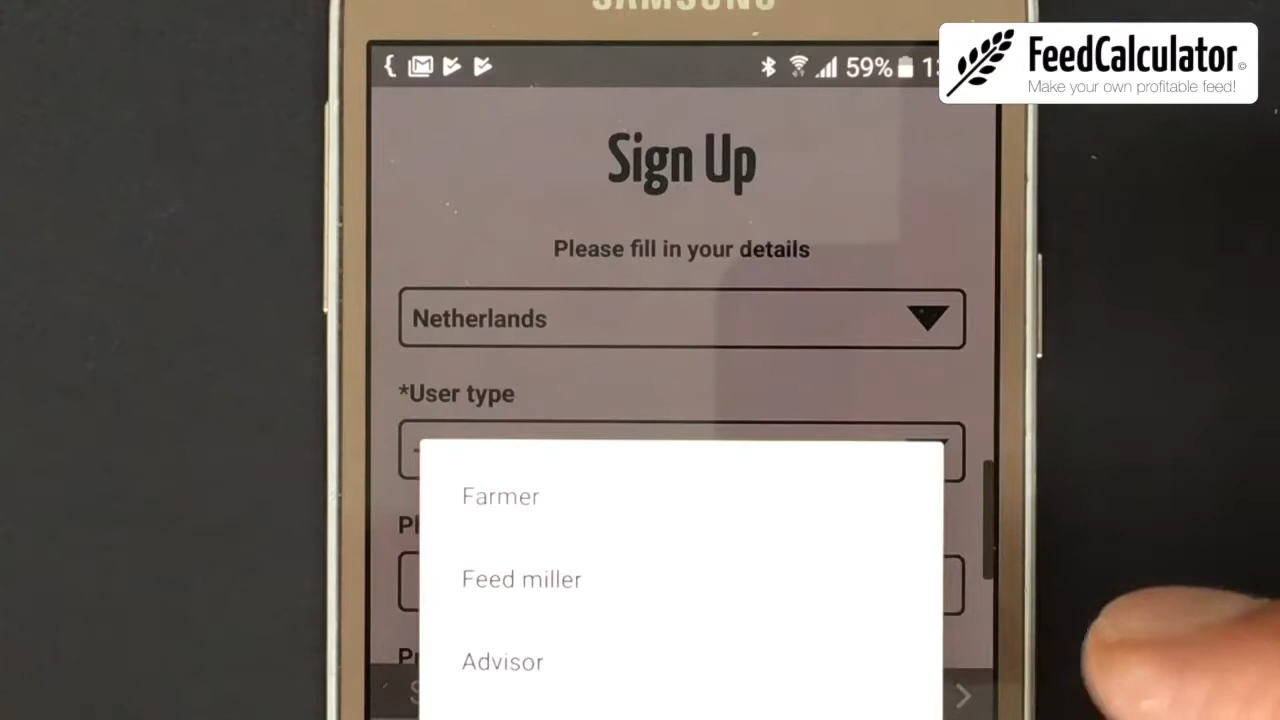 SAMSUNG
59%
FeedCalculator
Make your own profitable feed!
Sign Up
Please fill in your details
Netherlands
*User type
Farmer
Feed miller
Advisor